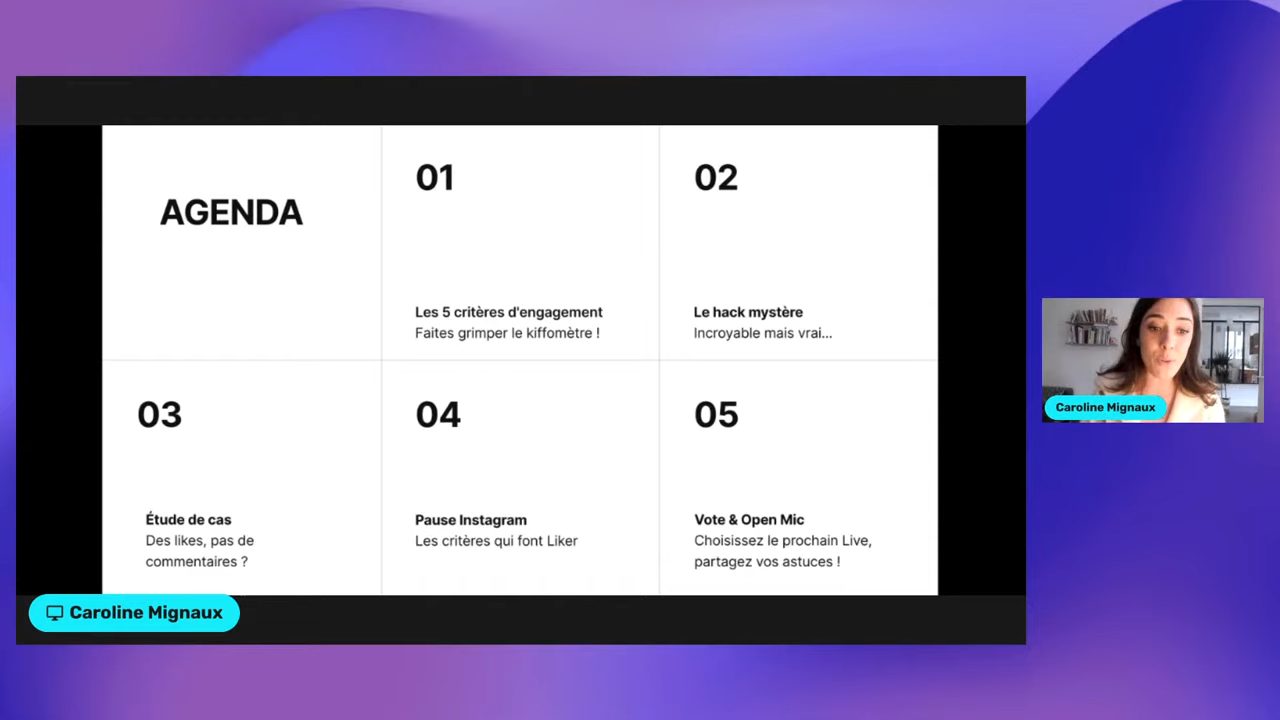 AGENDA
01
Les 5 critères d'engagement
Faites grimper le kiffomètre !
02
Le hack mystère
Incroyable mais vrai...
03
Étude de cas
Des likes, pas de
commentaires ?
04
Pause Instagram
Les critères qui font Liker
05
Vote & Open Mic
Choisissez le prochain Live,
partagez vos astuces !
Caroline Mignaux
Caroline Mignaux